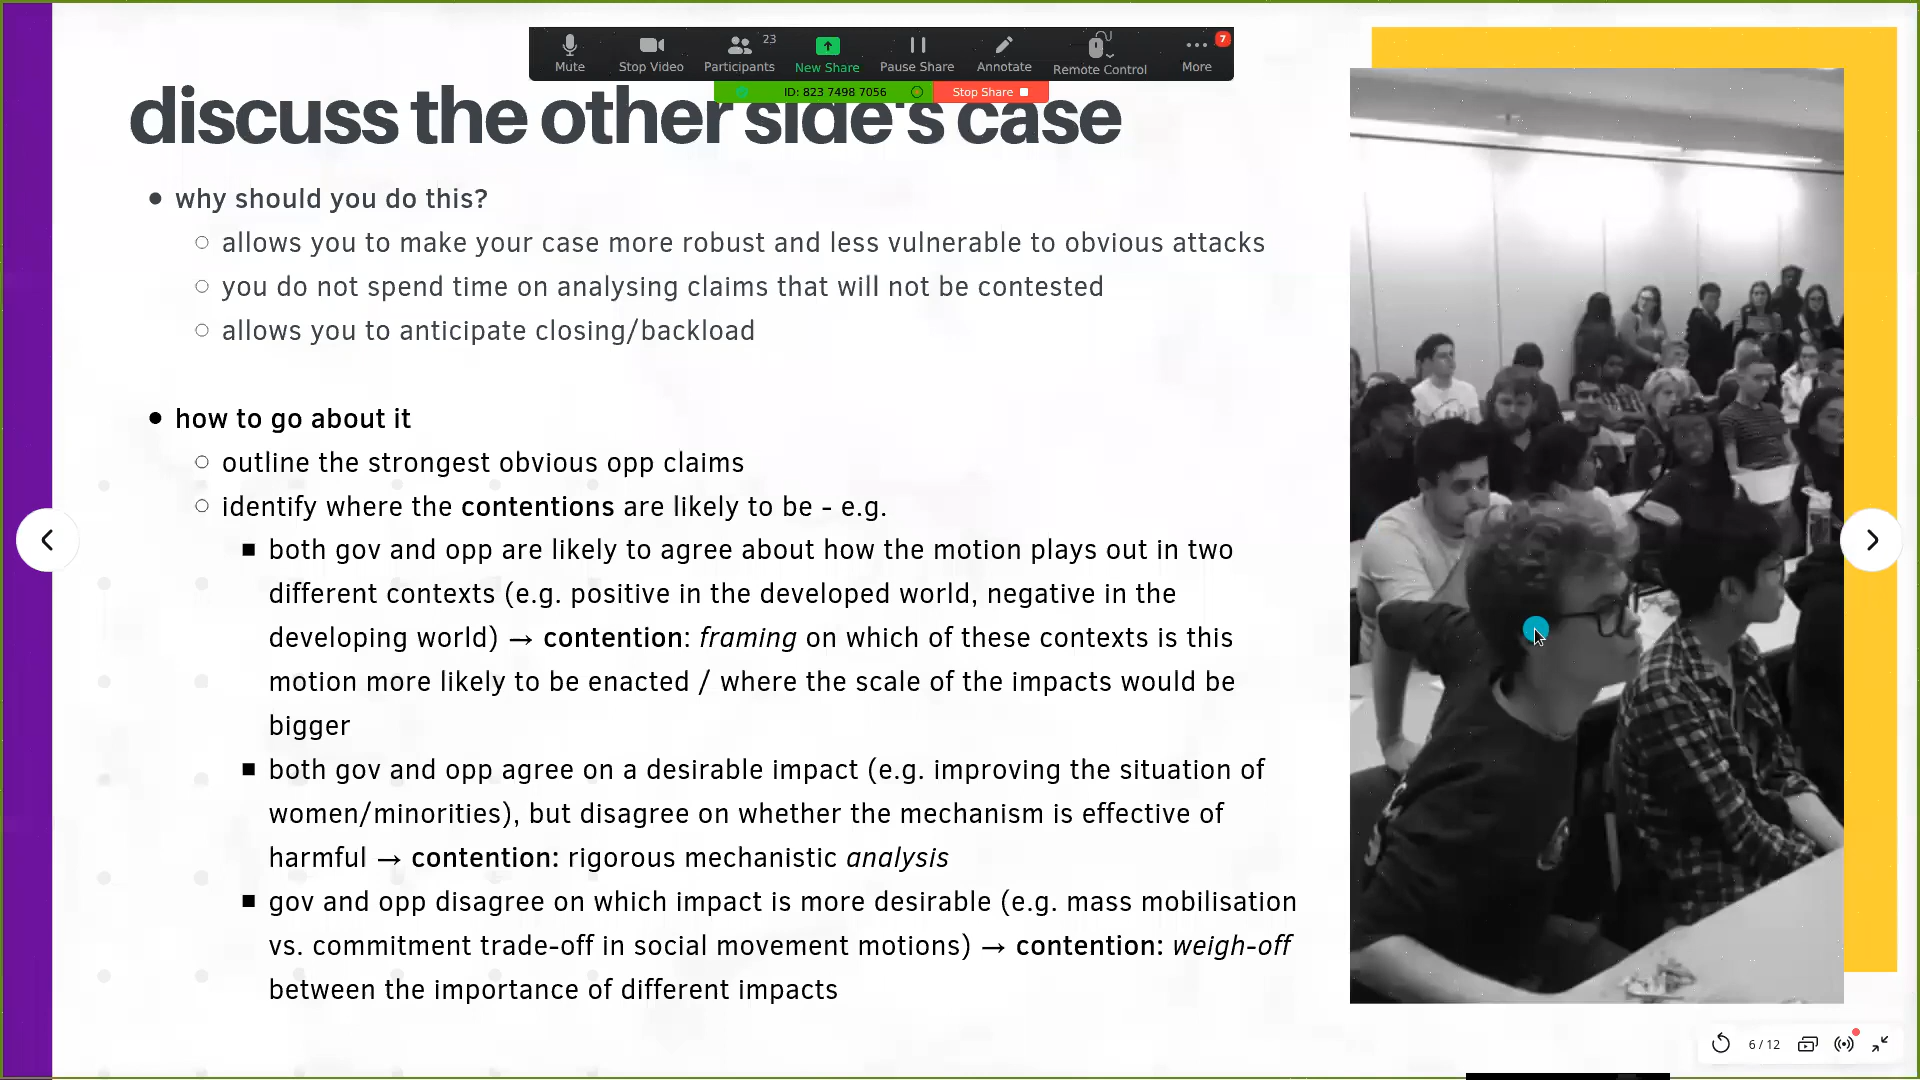 23
7
Mute
Stop Video
Participants
New Share
Pause Share
Annotate
Remote Control
More
ID: 823 7498 7056
Stop Share
discuss the other side's case
• why should you do this?
○ allows you to make your case more robust and less vulnerable to obvious attacks
○ you do not spend time on analysing claims that will not be contested
○ allows you to anticipate closing/backload
• how to go about it
○ outline the strongest obvious opp claims
○ identify where the contentions are likely to be - e.g.
■ both gov and opp are likely to agree about how the motion plays out in two
different contexts (e.g. positive in the developed world, negative in the
developing world) → contention: framing on which of these contexts is this
motion more likely to be enacted / where the scale of the impacts would be
bigger
■ both gov and opp agree on a desirable impact (e.g. improving the situation of
women/minorities), but disagree on whether the mechanism is effective of
harmful → contention: rigorous mechanistic analysis
■ gov and opp disagree on which impact is more desirable (e.g. mass mobilisation
vs. commitment trade-off in social movement motions) → contention: weigh-off
between the importance of different impacts
6 / 12